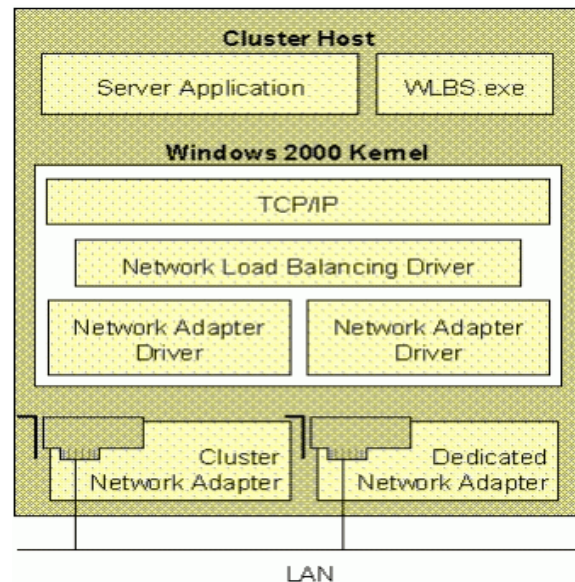 Cluster Host
Server Application
WLBS.exe
Windows 2000 Kernel
TCP/IP
Network Load Balancing Driver
Network Adapter
Driver
Network Adapter
Driver
Cluster
Network Adapter
Dedicated
Network Adapter
LAN